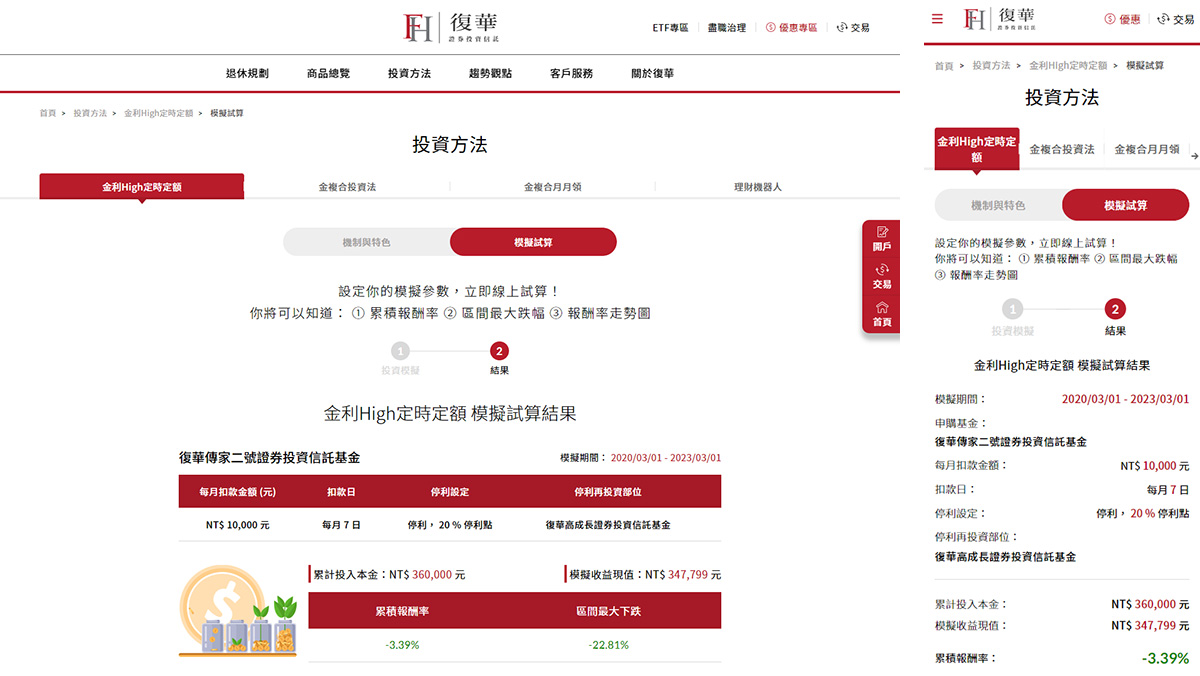 FH 復華
證券投資信託
ETF專區 盡職治理 優惠專區 交易
退休規劃 商品總覽 投資方法 趨勢觀點 客戶服務 關於復華
首頁 > 投資方法 > 金利High定時定額 > 模擬試算
投資方法
金利High定時定額 金複合投資法 金複合月月領 理財機器人
機制與特色 模擬試算
開戶
交易
首頁
設定你的模擬參數，立即線上試算！
你將可以知道： ① 累積報酬率 ② 區間最大跌幅 ③ 報酬率走勢圖
1 2
投資模擬 結果
金利High定時定額 模擬試算結果
復華傳家二號證券投資信託基金 模擬期間： 2020/03/01 - 2023/03/01
每月扣款金額 (元) 扣款日 停利設定 停利再投資部位
NT$ 10,000 元 每月 7 日 停利， 20 % 停利點 復華高成長證券投資信託基金
累計投入本金：NT$ 360,000 元 模擬收益現值：NT$ 347,799 元
累積報酬率 區間最大下跌
-3.39% -22.81%
FH 復華
證券投資信託
優惠 交易
首頁 > 投資方法 > 金利High定時定額 > 模擬試算
投資方法
金利High定時定
額
金複合投資法 金複合月月領
機制與特色 模擬試算
設定你的模擬參數，立即線上試算！
你將可以知道： ① 累積報酬率 ② 區間最大跌幅
③ 報酬率走勢圖
1 2
投資模擬 結果
金利High定時定額 模擬試算結果
模擬期間： 2020/03/01 - 2023/03/01
申購基金：
復華傳家二號證券投資信託基金
每月扣款金額： NT$ 10,000 元
扣款日： 每月 7 日
停利設定： 停利， 20 % 停利點
停利再投資部位：
復華高成長證券投資信託基金
累計投入本金： NT$ 360,000 元
模擬收益現值： NT$ 347,799 元
累積報酬率： -3.39%